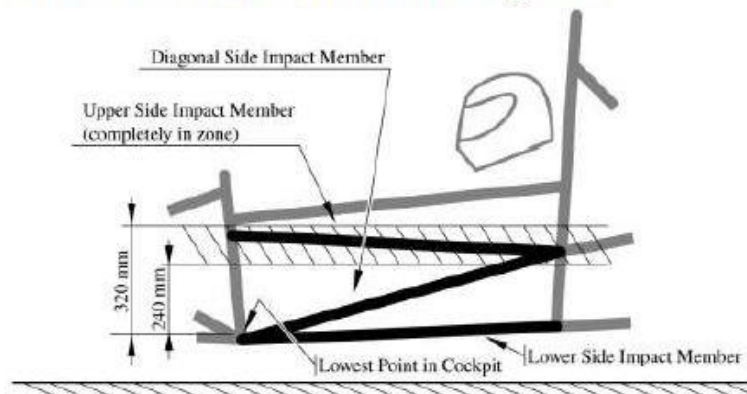 Diagonal Side Impact Member
Upper Side Impact Member
(completely in zone)
320 mm
240 mm
Lowest Point in Cockpit
Lower Side Impact Member